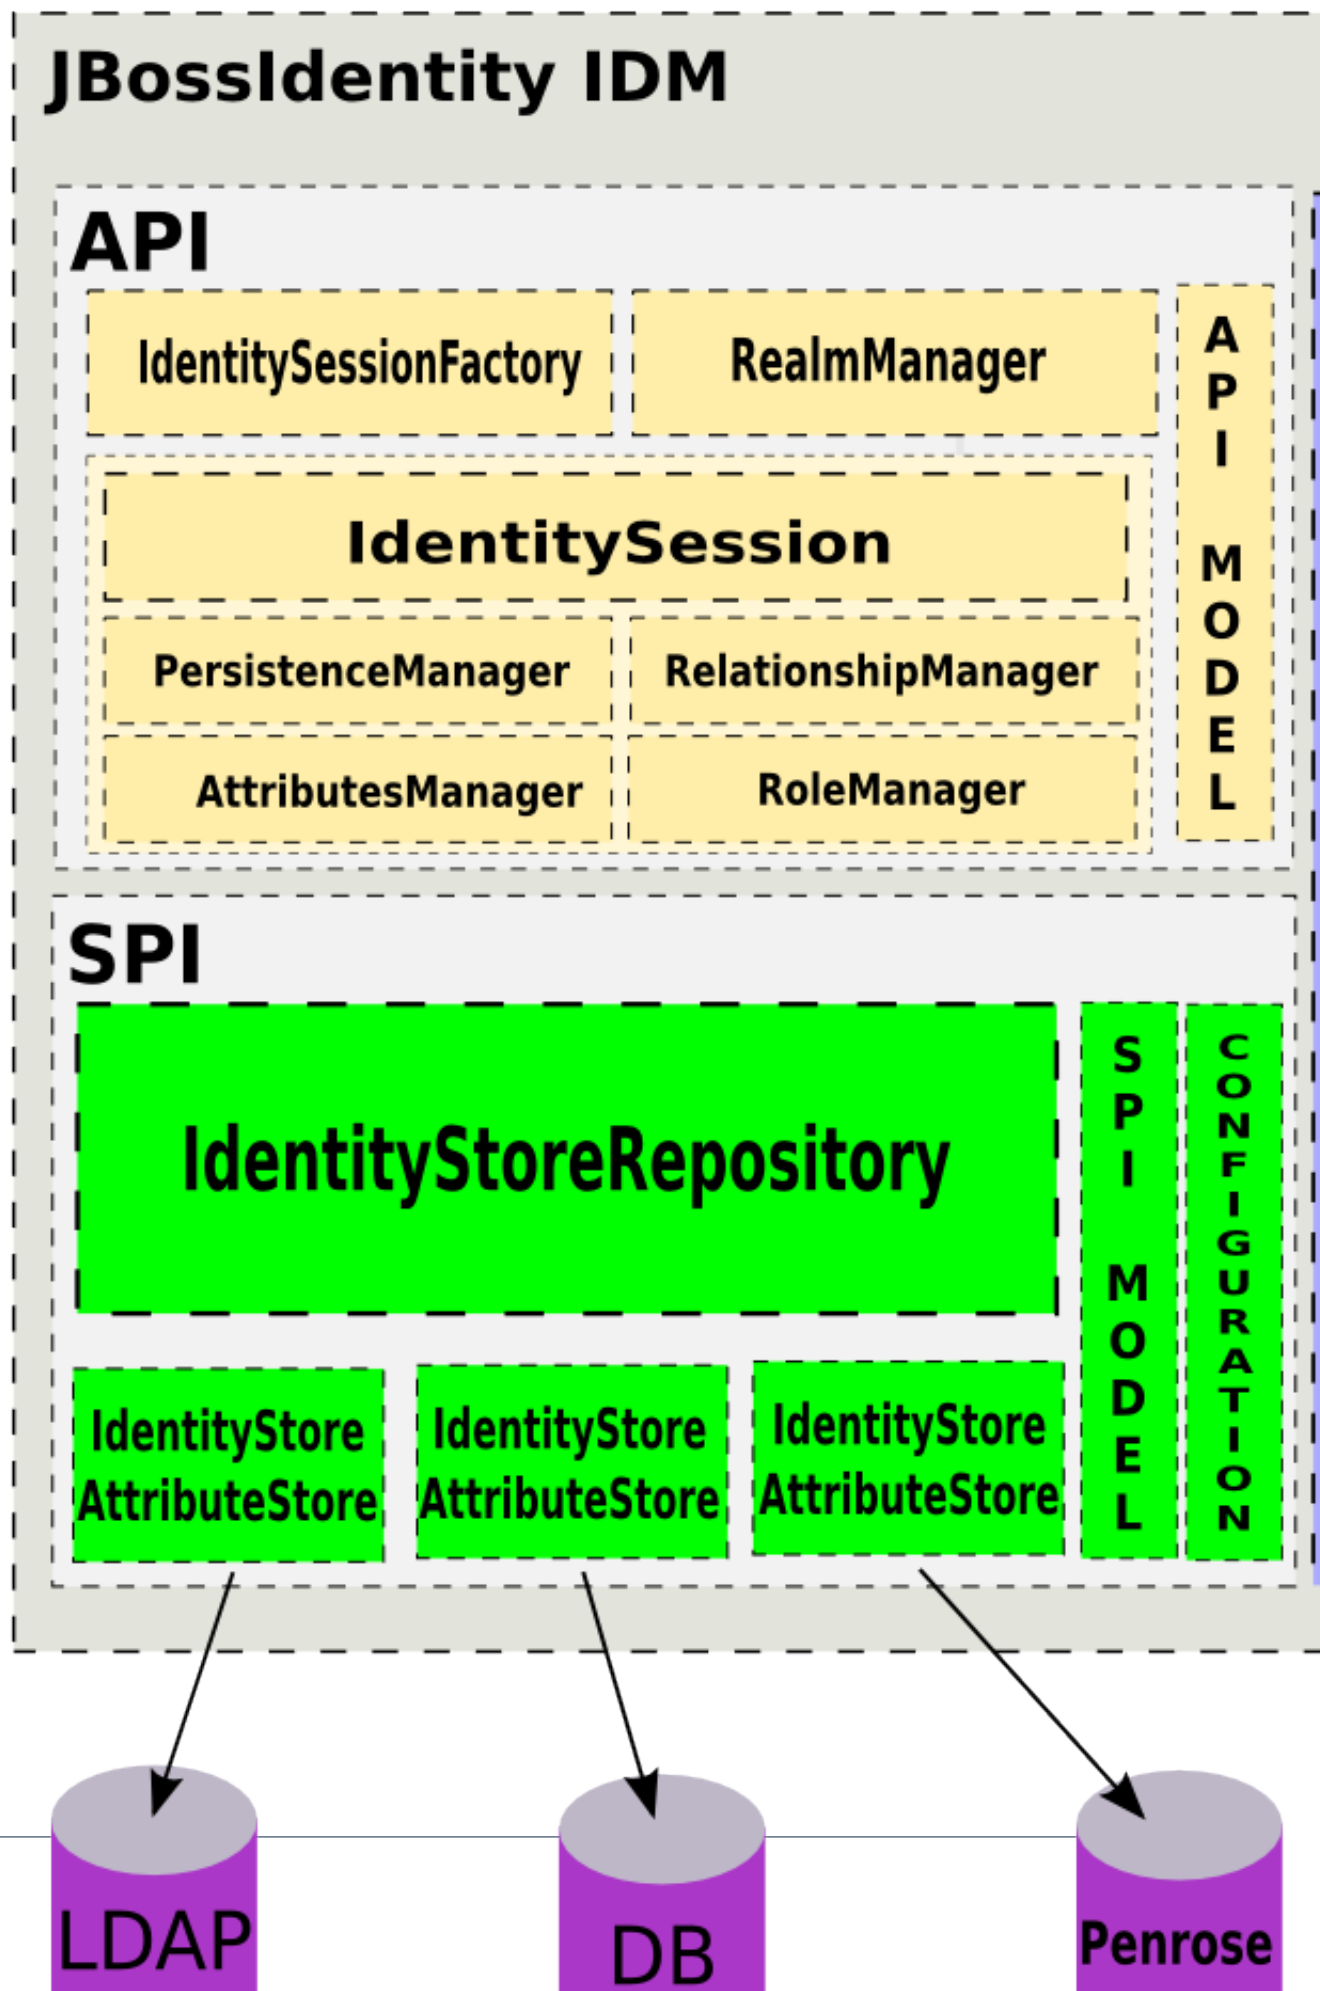 JBossIdentity IDM
API
IdentitySessionFactory
RealmManager
API MODEL
IdentitySession
PersistenceManager
RelationshipManager
AttributesManager
RoleManager
SPI
IdentityStoreRepository
SPI MODEL
CONFIGURATION
IdentityStore
AttributeStore
IdentityStore
AttributeStore
IdentityStore
AttributeStore
LDAP
DB
Penrose